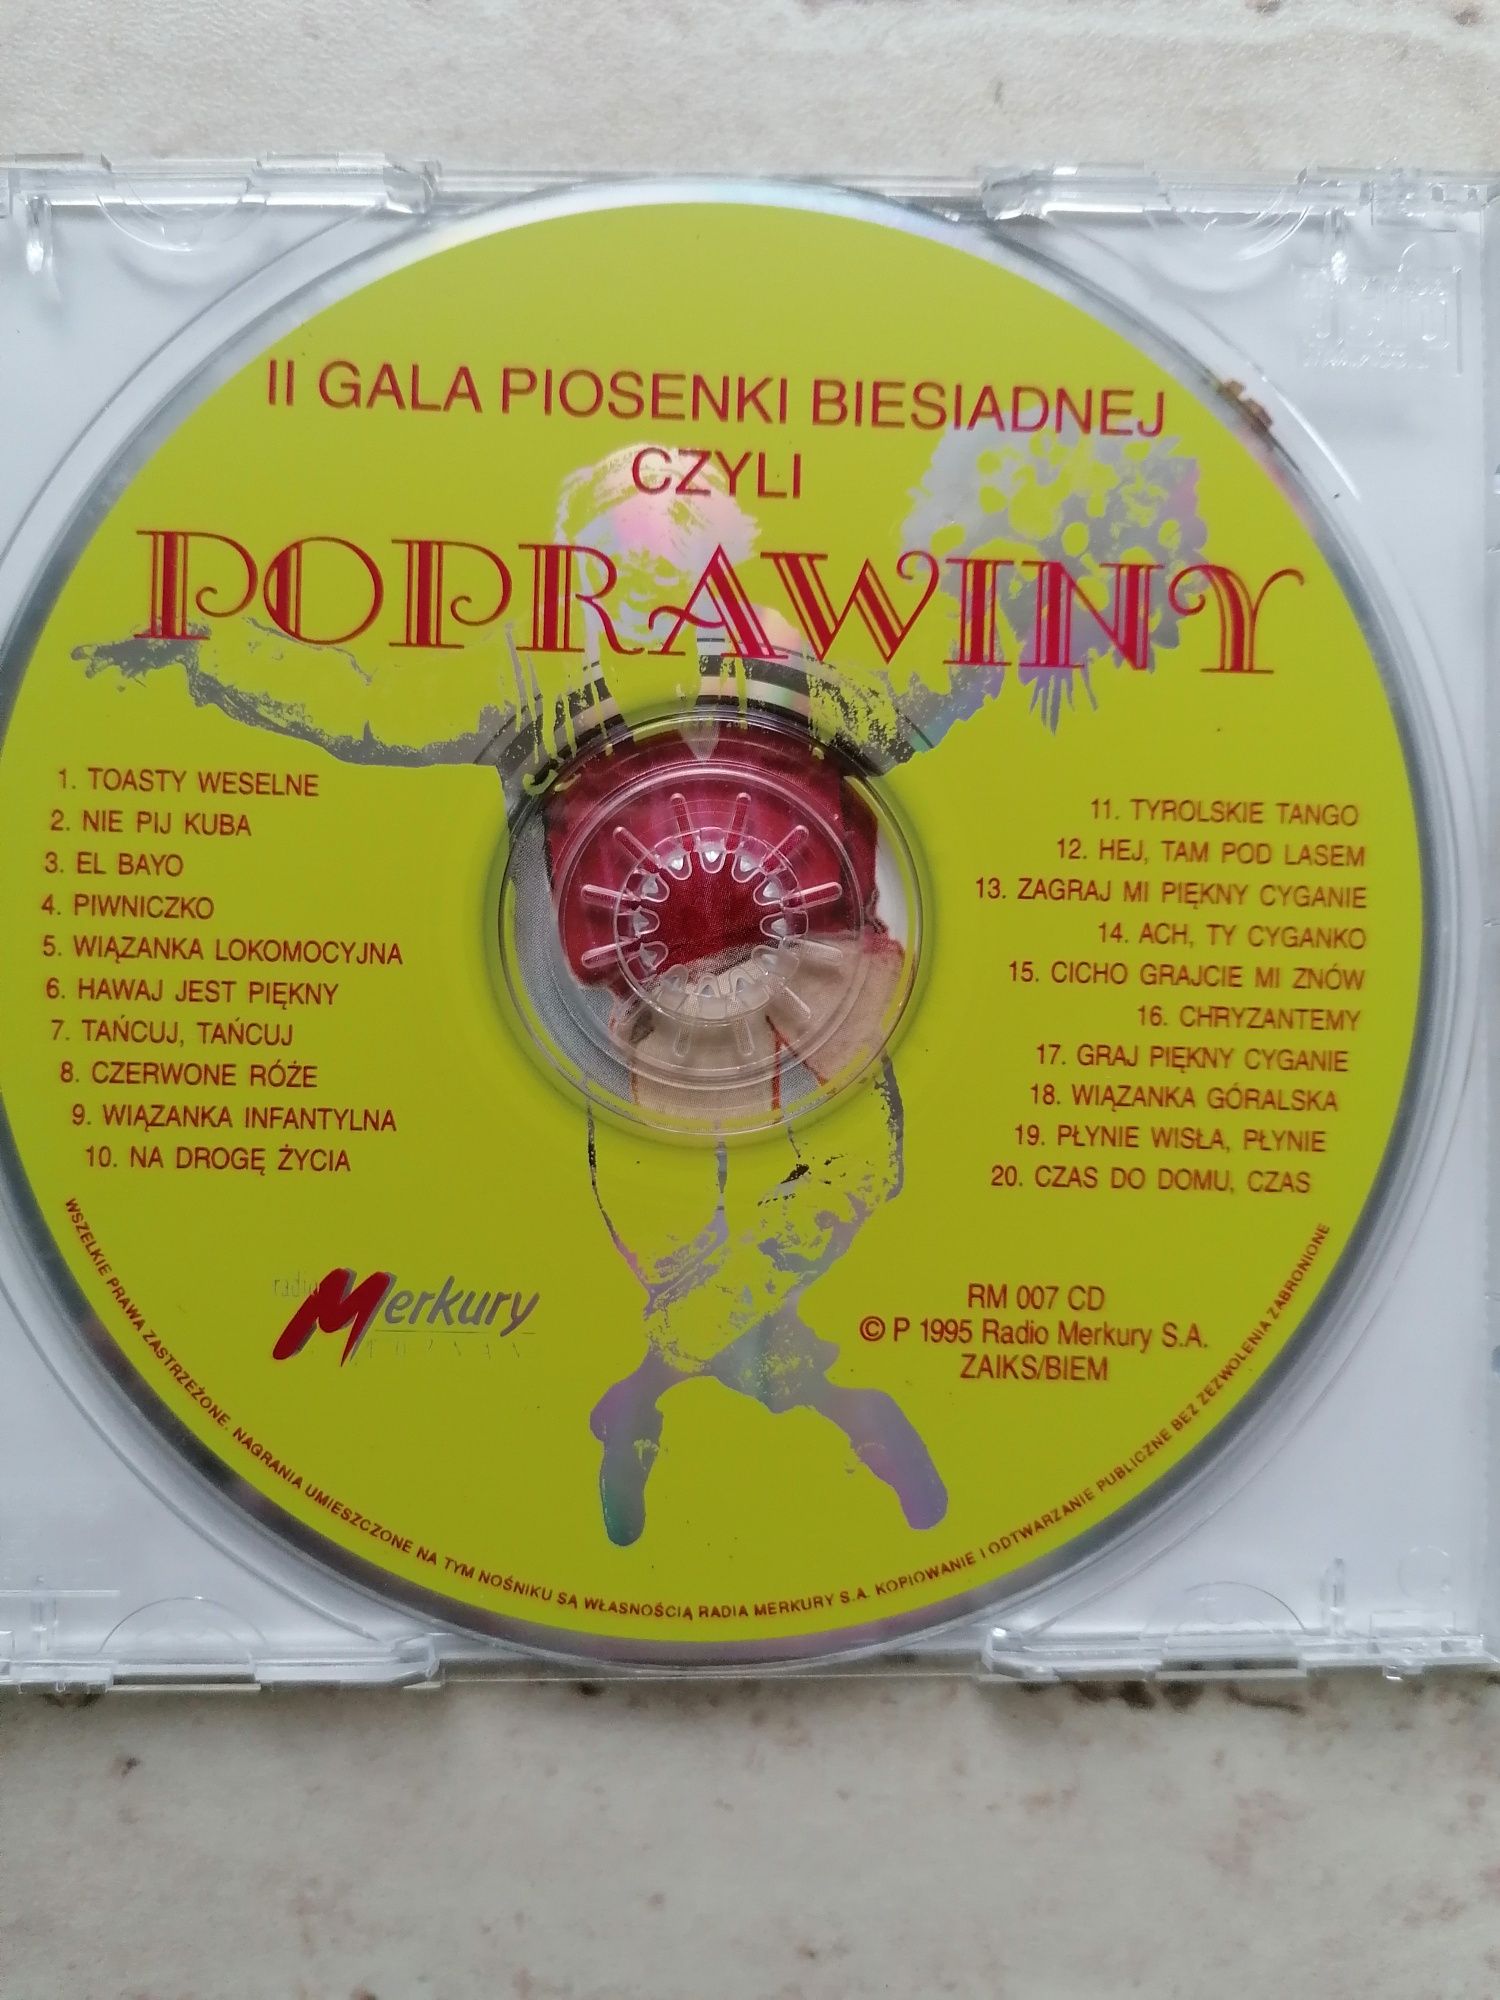 II GALA PIOSENKI BIESIADNEJ
CZYLI
POPRAWINY
1. TOASTY WESELNE
2. NIE PIJ KUBA
3. EL BAYO
4. PIWNICZKO
5. WIĄZANKA LOKOMOCYJNA
6. HAWAJ JEST PIĘKNY
7. TAŃCUJ, TAŃCUJ
8. CZERWONE RÓŻE
9. WIĄZANKA INFANTYLNA
10. NA DROGĘ ŻYCIA
11. TYROLSKIE TANGO
12. HEJ, TAM POD LASEM
13. ZAGRAJ MI PIĘKNY CYGANIE
14. ACH, TY CYGANKO
15. CICHO GRAJCIE MI ZNÓW
16. CHRYZANTEMY
17. GRAJ PIĘKNY CYGANIE
18. WIĄZANKA GÓRALSKA
19. PŁYNIE WISŁA, PŁYNIE
20. CZAS DO DOMU, CZAS
radio Merkury
POZNAŃ
RM 007 CD
© P 1995 Radio Merkury S.A.
ZAIKS/BIEM
WSZELKIE PRAWA ZASTRZEŻONE. NAGRANIA UMIESZCZONE NA TYM NOŚNIKU SĄ WŁASNOŚCIĄ RADIA MERKURY S.A. KOPIOWANIE I ODTWARZANIE PUBLICZNE BEZ ZEZWOLENIA ZABRONIONE